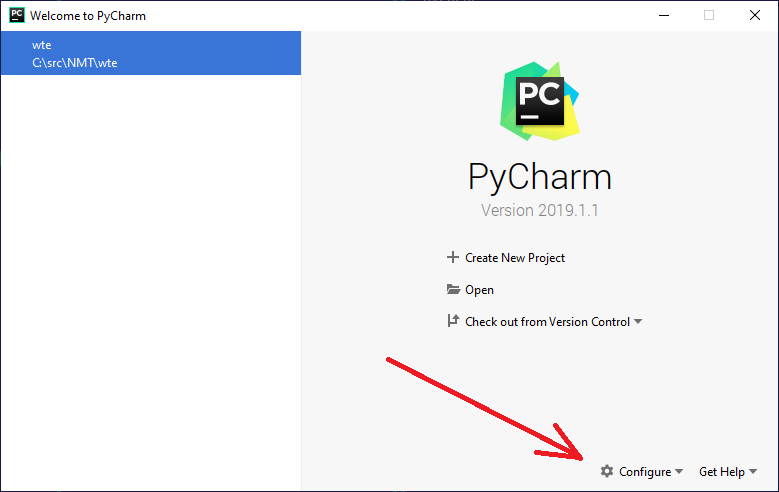 Welcome to PyCharm
wte
C:\src\NMT\wte
PC
PyCharm
Version 2019.1.1
Create New Project
Open
Check out from Version Control
Configure
Get Help